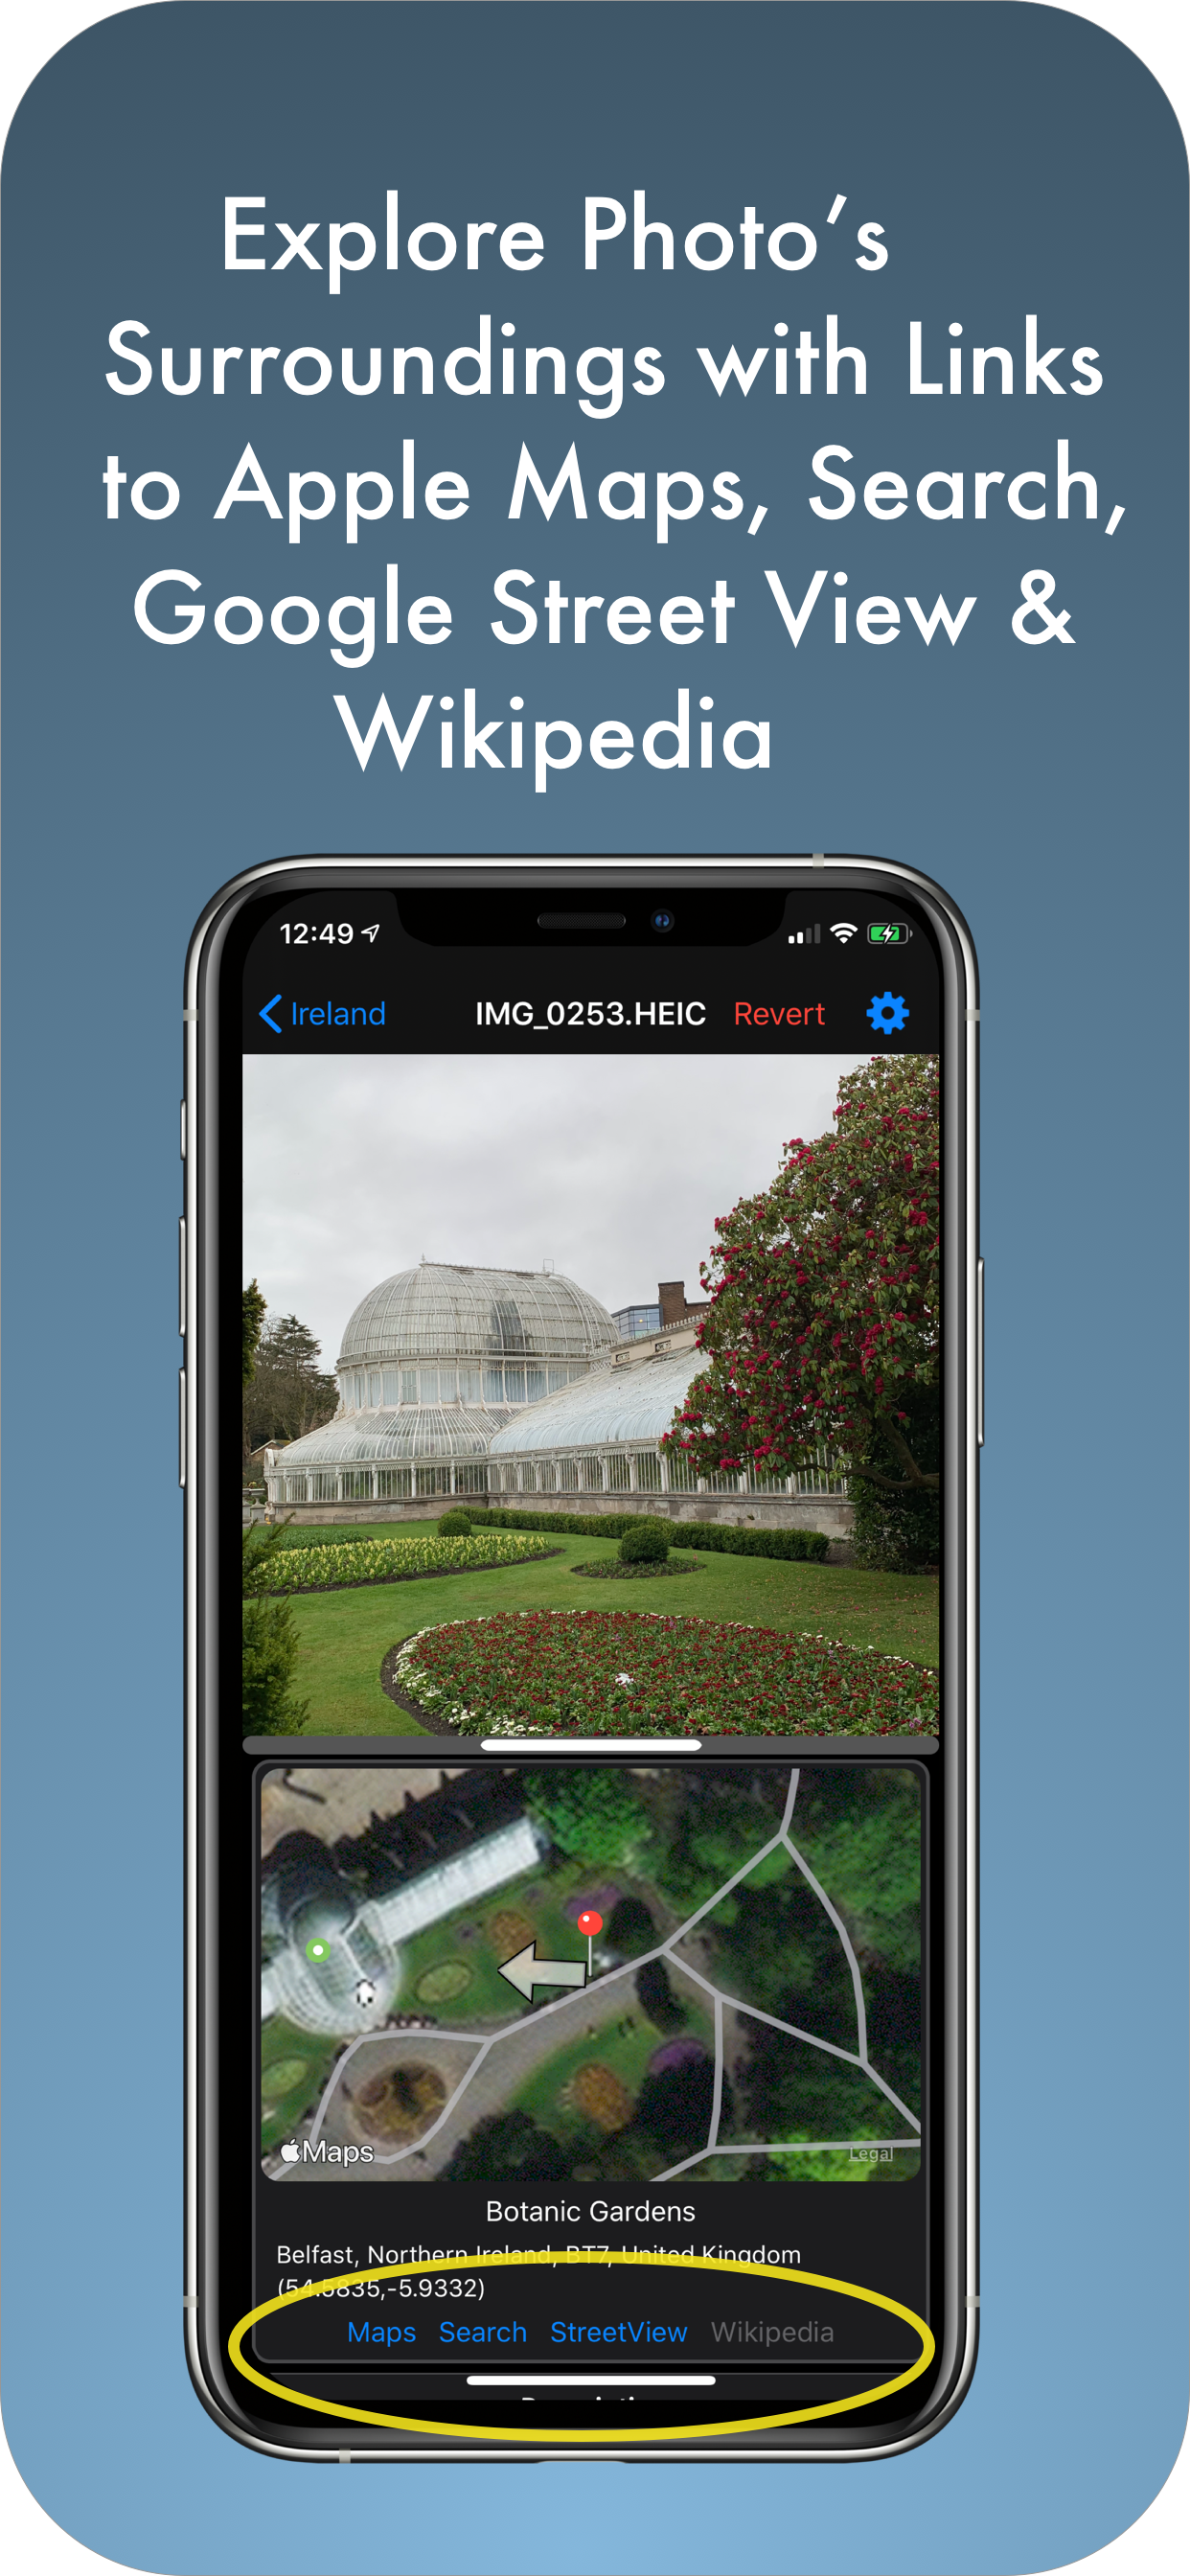 Explore Photo’s
Surroundings with Links
to Apple Maps, Search,
Google Street View &
Wikipedia
12:49
Ireland IMG_0253.HEIC Revert
Maps
Legal
Botanic Gardens
Belfast, Northern Ireland, BT7, United Kingdom
(54.5835,-5.9332)
Maps Search StreetView Wikipedia